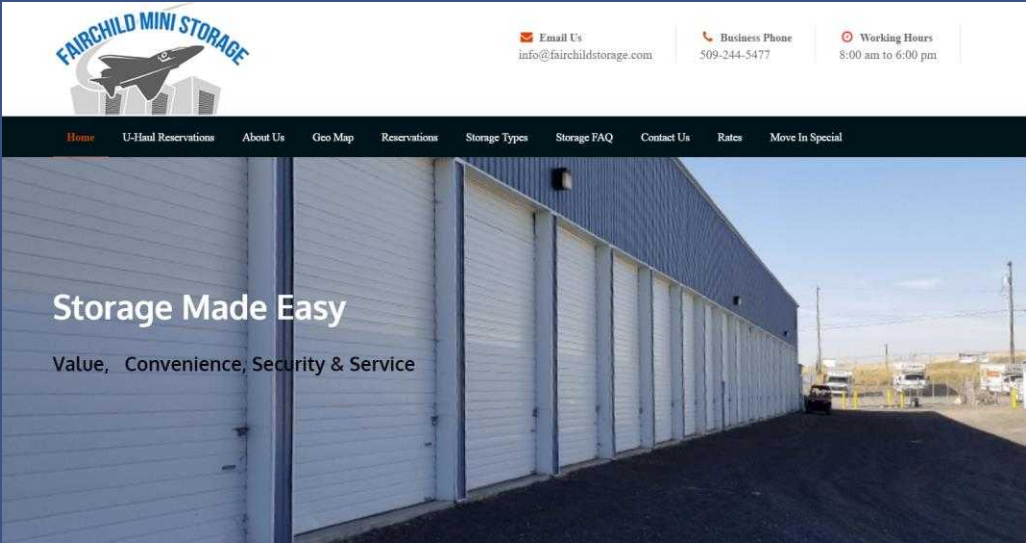 FAIRCHILD MINI STORAGE
Email Us
info@fairchildstorage.com
Business Phone
509-244-5477
Working Hours
8:00 am to 6:00 pm
Home U-Haul Reservations About Us Geo Map Reservations Storage Types Storage FAQ Contact Us Rates Move In Special
Storage Made Easy
Value, Convenience, Security & Service